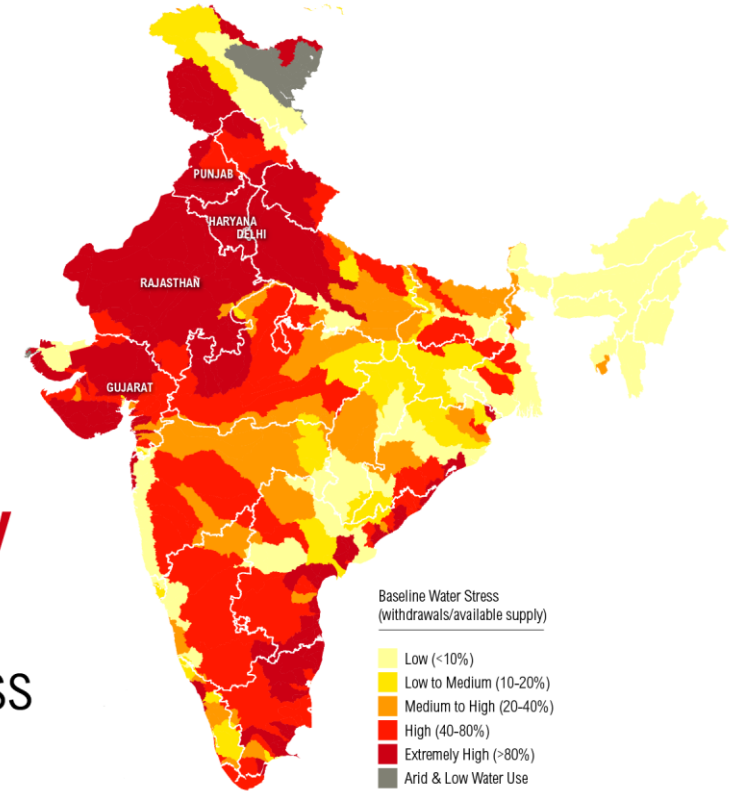 PUNJAB
HARYANA
DELHI
RAJASTHAN
GUJARAT
y
ss
Baseline Water Stress
(withdrawals/available supply)
Low (<10%)
Low to Medium (10-20%)
Medium to High (20-40%)
High (40-80%)
Extremely High (>80%)
Arid & Low Water Use